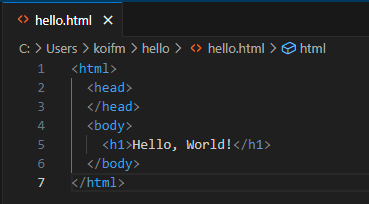 hello.html
C: > Users > koifm > hello > hello.html > html
1 <html>
2   <head>
3   </head>
4   <body>
5     <h1>Hello, World!</h1>
6   </body>
7 </html>